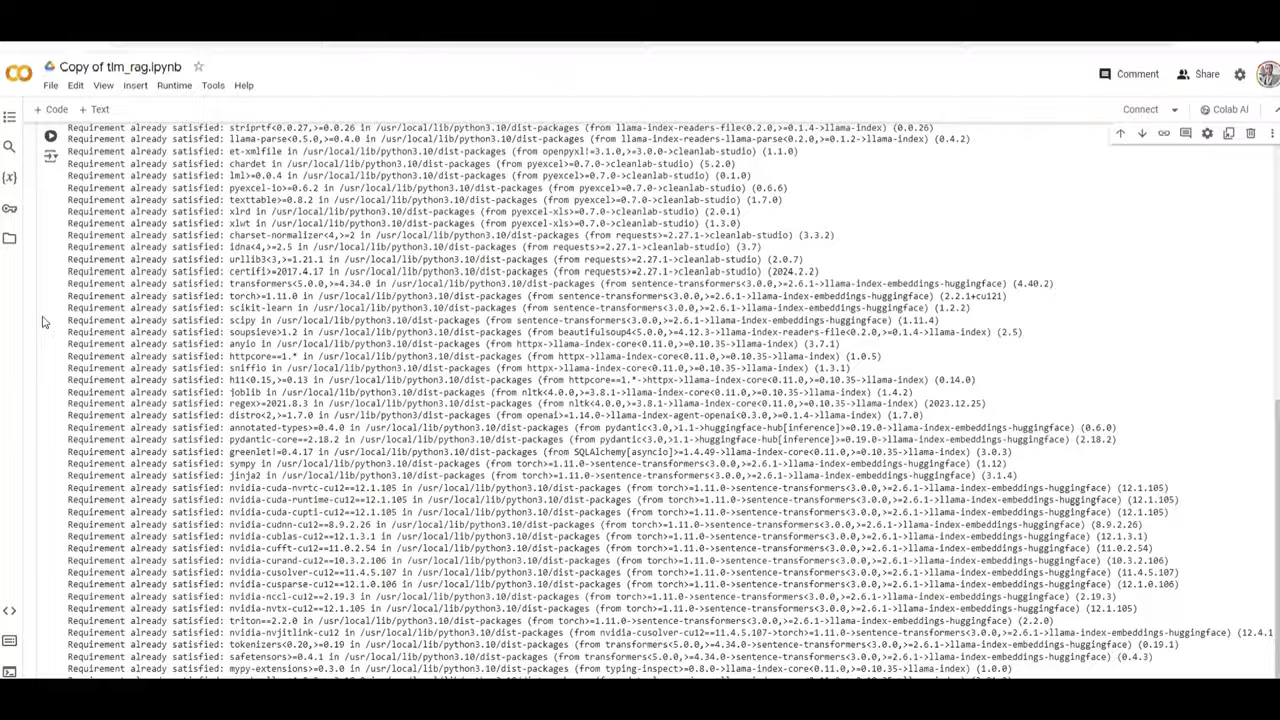 Copy of tlm_rag.ipynb
File Edit View Insert Runtime Tools Help
Comment
Share
+ Code + Text
Connect
Colab AI
Requirement already satisfied: striprtf<0.0.27,>=0.0.26 in /usr/local/lib/python3.10/dist-packages (from llama-index-readers-file<0.2.0,>=0.1.4->llama-index) (0.0.26)
Requirement already satisfied: llama-parse<0.5.0,>=0.4.0 in /usr/local/lib/python3.10/dist-packages (from llama-index-readers-llama-parse<0.2.0,>=0.1.2->llama-index) (0.4.2)
Requirement already satisfied: et-xmlfile in /usr/local/lib/python3.10/dist-packages (from openpyxl!=3.1.0,>=3.0.0->cleanlab-studio) (1.1.0)
Requirement already satisfied: chardet in /usr/local/lib/python3.10/dist-packages (from pyexcel>=0.7.0->cleanlab-studio) (5.2.0)
Requirement already satisfied: lml>=0.0.4 in /usr/local/lib/python3.10/dist-packages (from pyexcel>=0.7.0->cleanlab-studio) (0.1.0)
Requirement already satisfied: pyexcel-io>=0.6.2 in /usr/local/lib/python3.10/dist-packages (from pyexcel>=0.7.0->cleanlab-studio) (0.6.6)
Requirement already satisfied: texttable>=0.8.2 in /usr/local/lib/python3.10/dist-packages (from pyexcel>=0.7.0->cleanlab-studio) (1.7.0)
Requirement already satisfied: xlrd in /usr/local/lib/python3.10/dist-packages (from pyexcel-xls>=0.7.0->cleanlab-studio) (2.0.1)
Requirement already satisfied: xlwt in /usr/local/lib/python3.10/dist-packages (from pyexcel-xls>=0.7.0->cleanlab-studio) (1.3.0)
Requirement already satisfied: charset-normalizer<4,>=2 in /usr/local/lib/python3.10/dist-packages (from requests>=2.27.1->cleanlab-studio) (3.3.2)
Requirement already satisfied: idna<4,>=2.5 in /usr/local/lib/python3.10/dist-packages (from requests>=2.27.1->cleanlab-studio) (3.7)
Requirement already satisfied: urllib3<3,>=1.21.1 in /usr/local/lib/python3.10/dist-packages (from requests>=2.27.1->cleanlab-studio) (2.0.7)
Requirement already satisfied: certifi>=2017.4.17 in /usr/local/lib/python3.10/dist-packages (from requests>=2.27.1->cleanlab-studio) (2024.2.2)
Requirement already satisfied: transformers<5.0.0,>=4.34.0 in /usr/local/lib/python3.10/dist-packages (from sentence-transformers<3.0.0,>=2.6.1->llama-index-embeddings-huggingface) (4.40.2)
Requirement already satisfied: torch>=1.11.0 in /usr/local/lib/python3.10/dist-packages (from sentence-transformers<3.0.0,>=2.6.1->llama-index-embeddings-huggingface) (2.2.1+cu121)
Requirement already satisfied: scikit-learn in /usr/local/lib/python3.10/dist-packages (from sentence-transformers<3.0.0,>=2.6.1->llama-index-embeddings-huggingface) (1.2.2)
Requirement already satisfied: scipy in /usr/local/lib/python3.10/dist-packages (from sentence-transformers<3.0.0,>=2.6.1->llama-index-embeddings-huggingface) (1.11.4)
Requirement already satisfied: soupsieve>1.2 in /usr/local/lib/python3.10/dist-packages (from beautifulsoup4<5.0.0,>=4.12.3->llama-index-readers-file<0.2.0,>=0.1.4->llama-index) (2.5)
Requirement already satisfied: anyio in /usr/local/lib/python3.10/dist-packages (from httpx->llama-index-core<0.11.0,>=0.10.35->llama-index) (3.7.1)
Requirement already satisfied: httpcore==1.* in /usr/local/lib/python3.10/dist-packages (from httpx->llama-index-core<0.11.0,>=0.10.35->llama-index) (1.0.5)
Requirement already satisfied: sniffio in /usr/local/lib/python3.10/dist-packages (from httpx->llama-index-core<0.11.0,>=0.10.35->llama-index) (1.3.1)
Requirement already satisfied: h11<0.15,>=0.13 in /usr/local/lib/python3.10/dist-packages (from httpcore==1.*->httpx->llama-index-core<0.11.0,>=0.10.35->llama-index) (0.14.0)
Requirement already satisfied: joblib in /usr/local/lib/python3.10/dist-packages (from nltk<4.0.0,>=3.8.1->llama-index-core<0.11.0,>=0.10.35->llama-index) (1.4.2)
Requirement already satisfied: regex>=2021.8.3 in /usr/local/lib/python3.10/dist-packages (from nltk<4.0.0,>=3.8.1->llama-index-core<0.11.0,>=0.10.35->llama-index) (2023.12.25)
Requirement already satisfied: distro<2,>=1.7.0 in /usr/lib/python3/dist-packages (from openai>=1.14.0->llama-index-agent-openai<0.3.0,>=0.1.4->llama-index) (1.7.0)
Requirement already satisfied: annotated-types>=0.4.0 in /usr/local/lib/python3.10/dist-packages (from pydantic<3.0,>1.1->huggingface-hub[inference]>=0.19.0->llama-index-embeddings-huggingface) (0.6.0)
Requirement already satisfied: pydantic-core==2.18.2 in /usr/local/lib/python3.10/dist-packages (from pydantic<3.0,>1.1->huggingface-hub[inference]>=0.19.0->llama-index-embeddings-huggingface) (2.18.2)
Requirement already satisfied: greenlet!=0.4.17 in /usr/local/lib/python3.10/dist-packages (from SQLAlchemy[asyncio]>=1.4.49->llama-index-core<0.11.0,>=0.10.35->llama-index) (3.0.3)
Requirement already satisfied: sympy in /usr/local/lib/python3.10/dist-packages (from torch>=1.11.0->sentence-transformers<3.0.0,>=2.6.1->llama-index-embeddings-huggingface) (1.12)
Requirement already satisfied: jinja2 in /usr/local/lib/python3.10/dist-packages (from torch>=1.11.0->sentence-transformers<3.0.0,>=2.6.1->llama-index-embeddings-huggingface) (3.1.4)
Requirement already satisfied: nvidia-cuda-nvrtc-cu12==12.1.105 in /usr/local/lib/python3.10/dist-packages (from torch>=1.11.0->sentence-transformers<3.0.0,>=2.6.1->llama-index-embeddings-huggingface) (12.1.105)
Requirement already satisfied: nvidia-cuda-runtime-cu12==12.1.105 in /usr/local/lib/python3.10/dist-packages (from torch>=1.11.0->sentence-transformers<3.0.0,>=2.6.1->llama-index-embeddings-huggingface) (12.1.105)
Requirement already satisfied: nvidia-cuda-cupti-cu12==12.1.105 in /usr/local/lib/python3.10/dist-packages (from torch>=1.11.0->sentence-transformers<3.0.0,>=2.6.1->llama-index-embeddings-huggingface) (12.1.105)
Requirement already satisfied: nvidia-cudnn-cu12==8.9.2.26 in /usr/local/lib/python3.10/dist-packages (from torch>=1.11.0->sentence-transformers<3.0.0,>=2.6.1->llama-index-embeddings-huggingface) (8.9.2.26)
Requirement already satisfied: nvidia-cublas-cu12==12.1.3.1 in /usr/local/lib/python3.10/dist-packages (from torch>=1.11.0->sentence-transformers<3.0.0,>=2.6.1->llama-index-embeddings-huggingface) (12.1.3.1)
Requirement already satisfied: nvidia-cufft-cu12==11.0.2.54 in /usr/local/lib/python3.10/dist-packages (from torch>=1.11.0->sentence-transformers<3.0.0,>=2.6.1->llama-index-embeddings-huggingface) (11.0.2.54)
Requirement already satisfied: nvidia-curand-cu12==10.3.2.106 in /usr/local/lib/python3.10/dist-packages (from torch>=1.11.0->sentence-transformers<3.0.0,>=2.6.1->llama-index-embeddings-huggingface) (10.3.2.106)
Requirement already satisfied: nvidia-cusolver-cu12==11.4.5.107 in /usr/local/lib/python3.10/dist-packages (from torch>=1.11.0->sentence-transformers<3.0.0,>=2.6.1->llama-index-embeddings-huggingface) (11.4.5.107)
Requirement already satisfied: nvidia-cusparse-cu12==12.1.0.106 in /usr/local/lib/python3.10/dist-packages (from torch>=1.11.0->sentence-transformers<3.0.0,>=2.6.1->llama-index-embeddings-huggingface) (12.1.0.106)
Requirement already satisfied: nvidia-nccl-cu12==2.19.3 in /usr/local/lib/python3.10/dist-packages (from torch>=1.11.0->sentence-transformers<3.0.0,>=2.6.1->llama-index-embeddings-huggingface) (2.19.3)
Requirement already satisfied: nvidia-nvtx-cu12==12.1.105 in /usr/local/lib/python3.10/dist-packages (from torch>=1.11.0->sentence-transformers<3.0.0,>=2.6.1->llama-index-embeddings-huggingface) (12.1.105)
Requirement already satisfied: triton==2.2.0 in /usr/local/lib/python3.10/dist-packages (from torch>=1.11.0->sentence-transformers<3.0.0,>=2.6.1->llama-index-embeddings-huggingface) (2.2.0)
Requirement already satisfied: nvidia-nvjitlink-cu12 in /usr/local/lib/python3.10/dist-packages (from nvidia-cusolver-cu12==11.4.5.107->torch>=1.11.0->sentence-transformers<3.0.0,>=2.6.1->llama-index-embeddings-huggingface) (12.4.1
Requirement already satisfied: tokenizers<0.20,>=0.19 in /usr/local/lib/python3.10/dist-packages (from transformers<5.0.0,>=4.34.0->sentence-transformers<3.0.0,>=2.6.1->llama-index-embeddings-huggingface) (0.19.1)
Requirement already satisfied: safetensors>=0.4.1 in /usr/local/lib/python3.10/dist-packages (from transformers<5.0.0,>=4.34.0->sentence-transformers<3.0.0,>=2.6.1->llama-index-embeddings-huggingface) (0.4.3)
Requirement already satisfied: mypy-extensions>=0.3.0 in /usr/local/lib/python3.10/dist-packages (from typing-inspect>=0.8.0->llama-index-core<0.11.0,>=0.10.35->llama-index) (1.0.0)